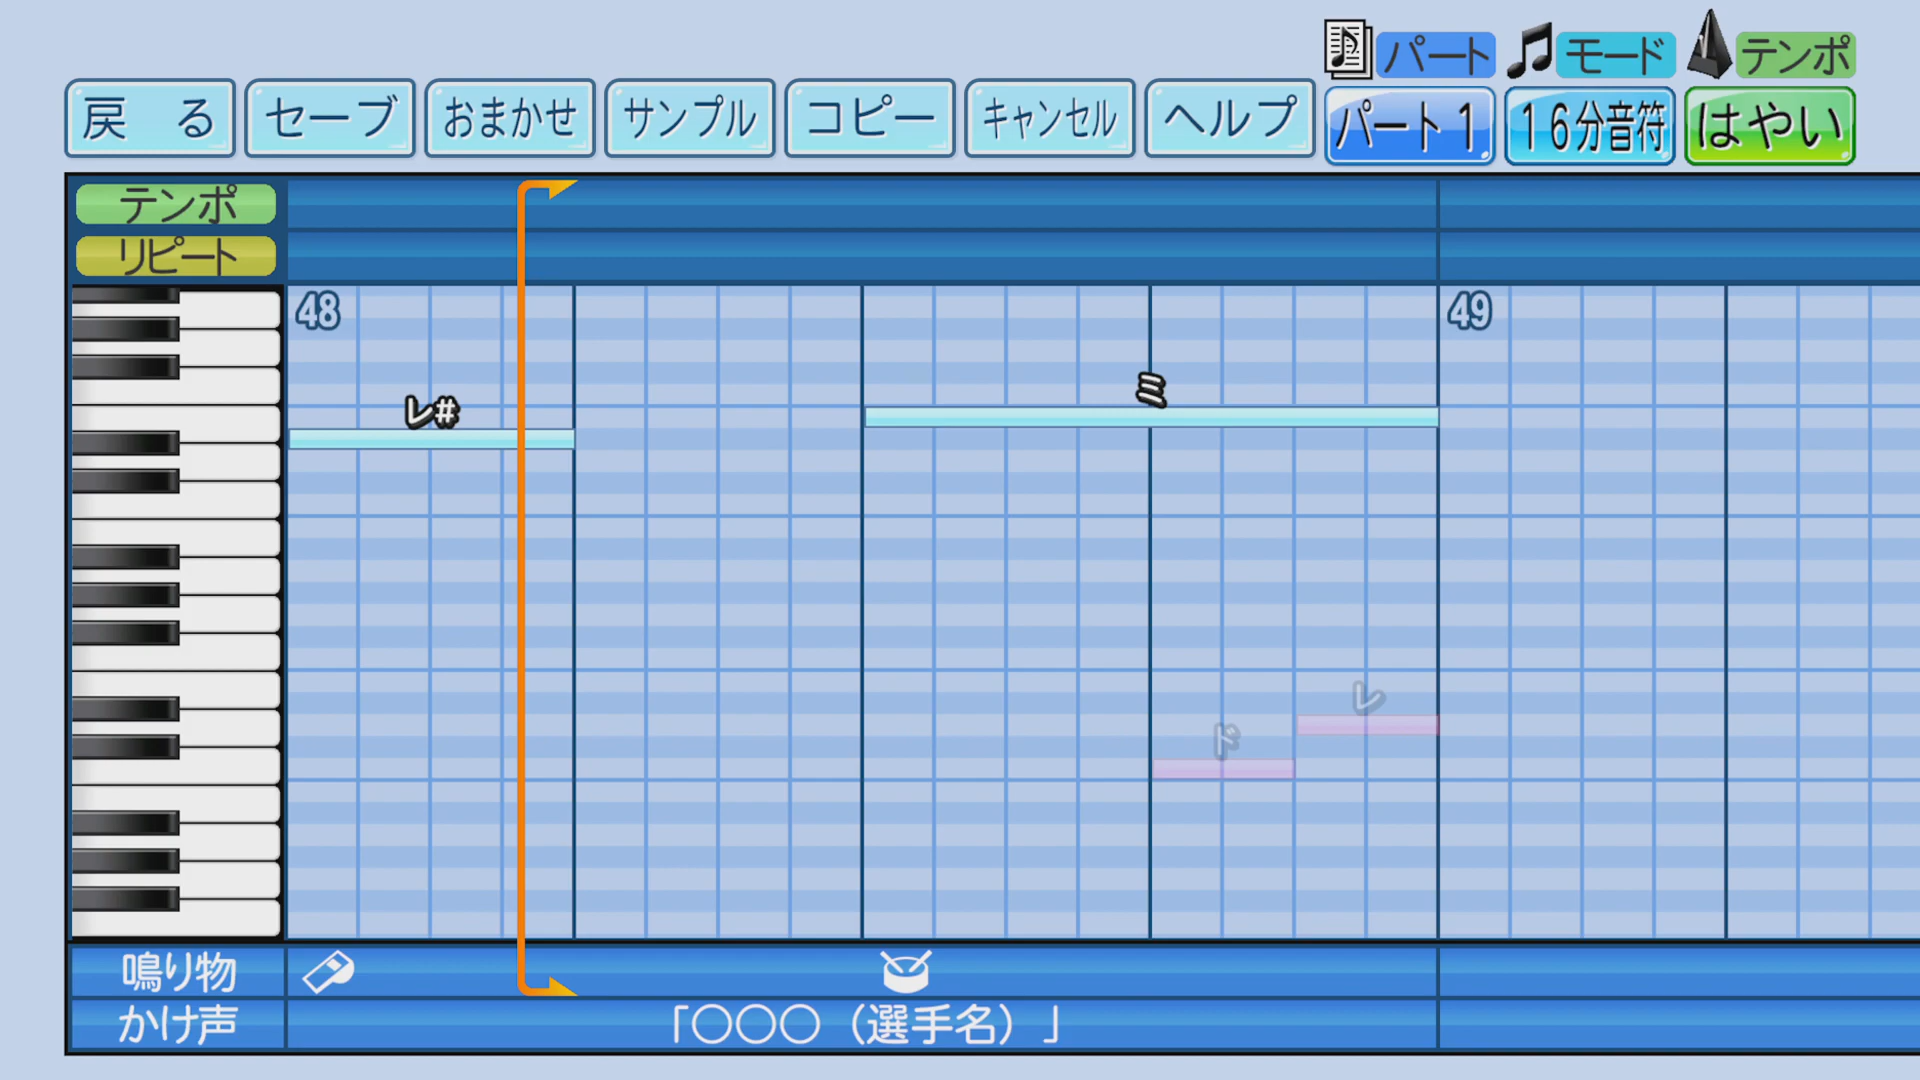 パート モード テンポ
戻 る セーブ おまかせ サンプル コピー キャンセル ヘルプ パート1 16分音符 はやい
テンポ
リピート
48 49
ミ
レ#
レ
ド
鳴り物
かけ声 「○○○（選手名）」